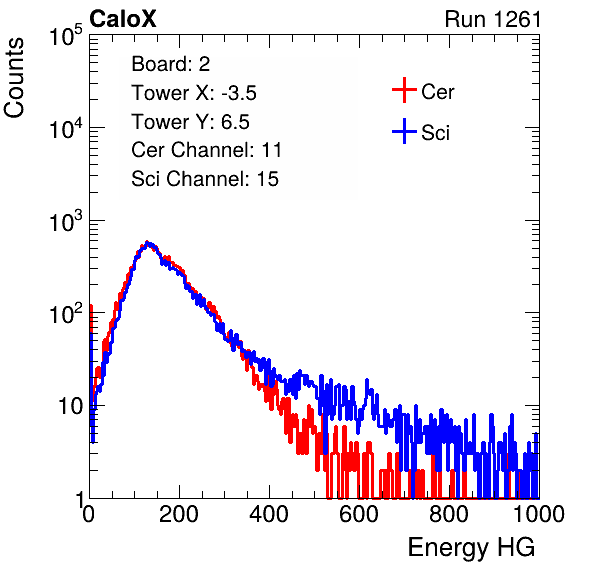 CaloX
Run 1261
Counts
10^5
10^4
10^3
10^2
10
1
Board: 2
Tower X: -3.5
Tower Y: 6.5
Cer Channel: 11
Sci Channel: 15
Cer
Sci
0 200 400 600 800 1000
Energy HG